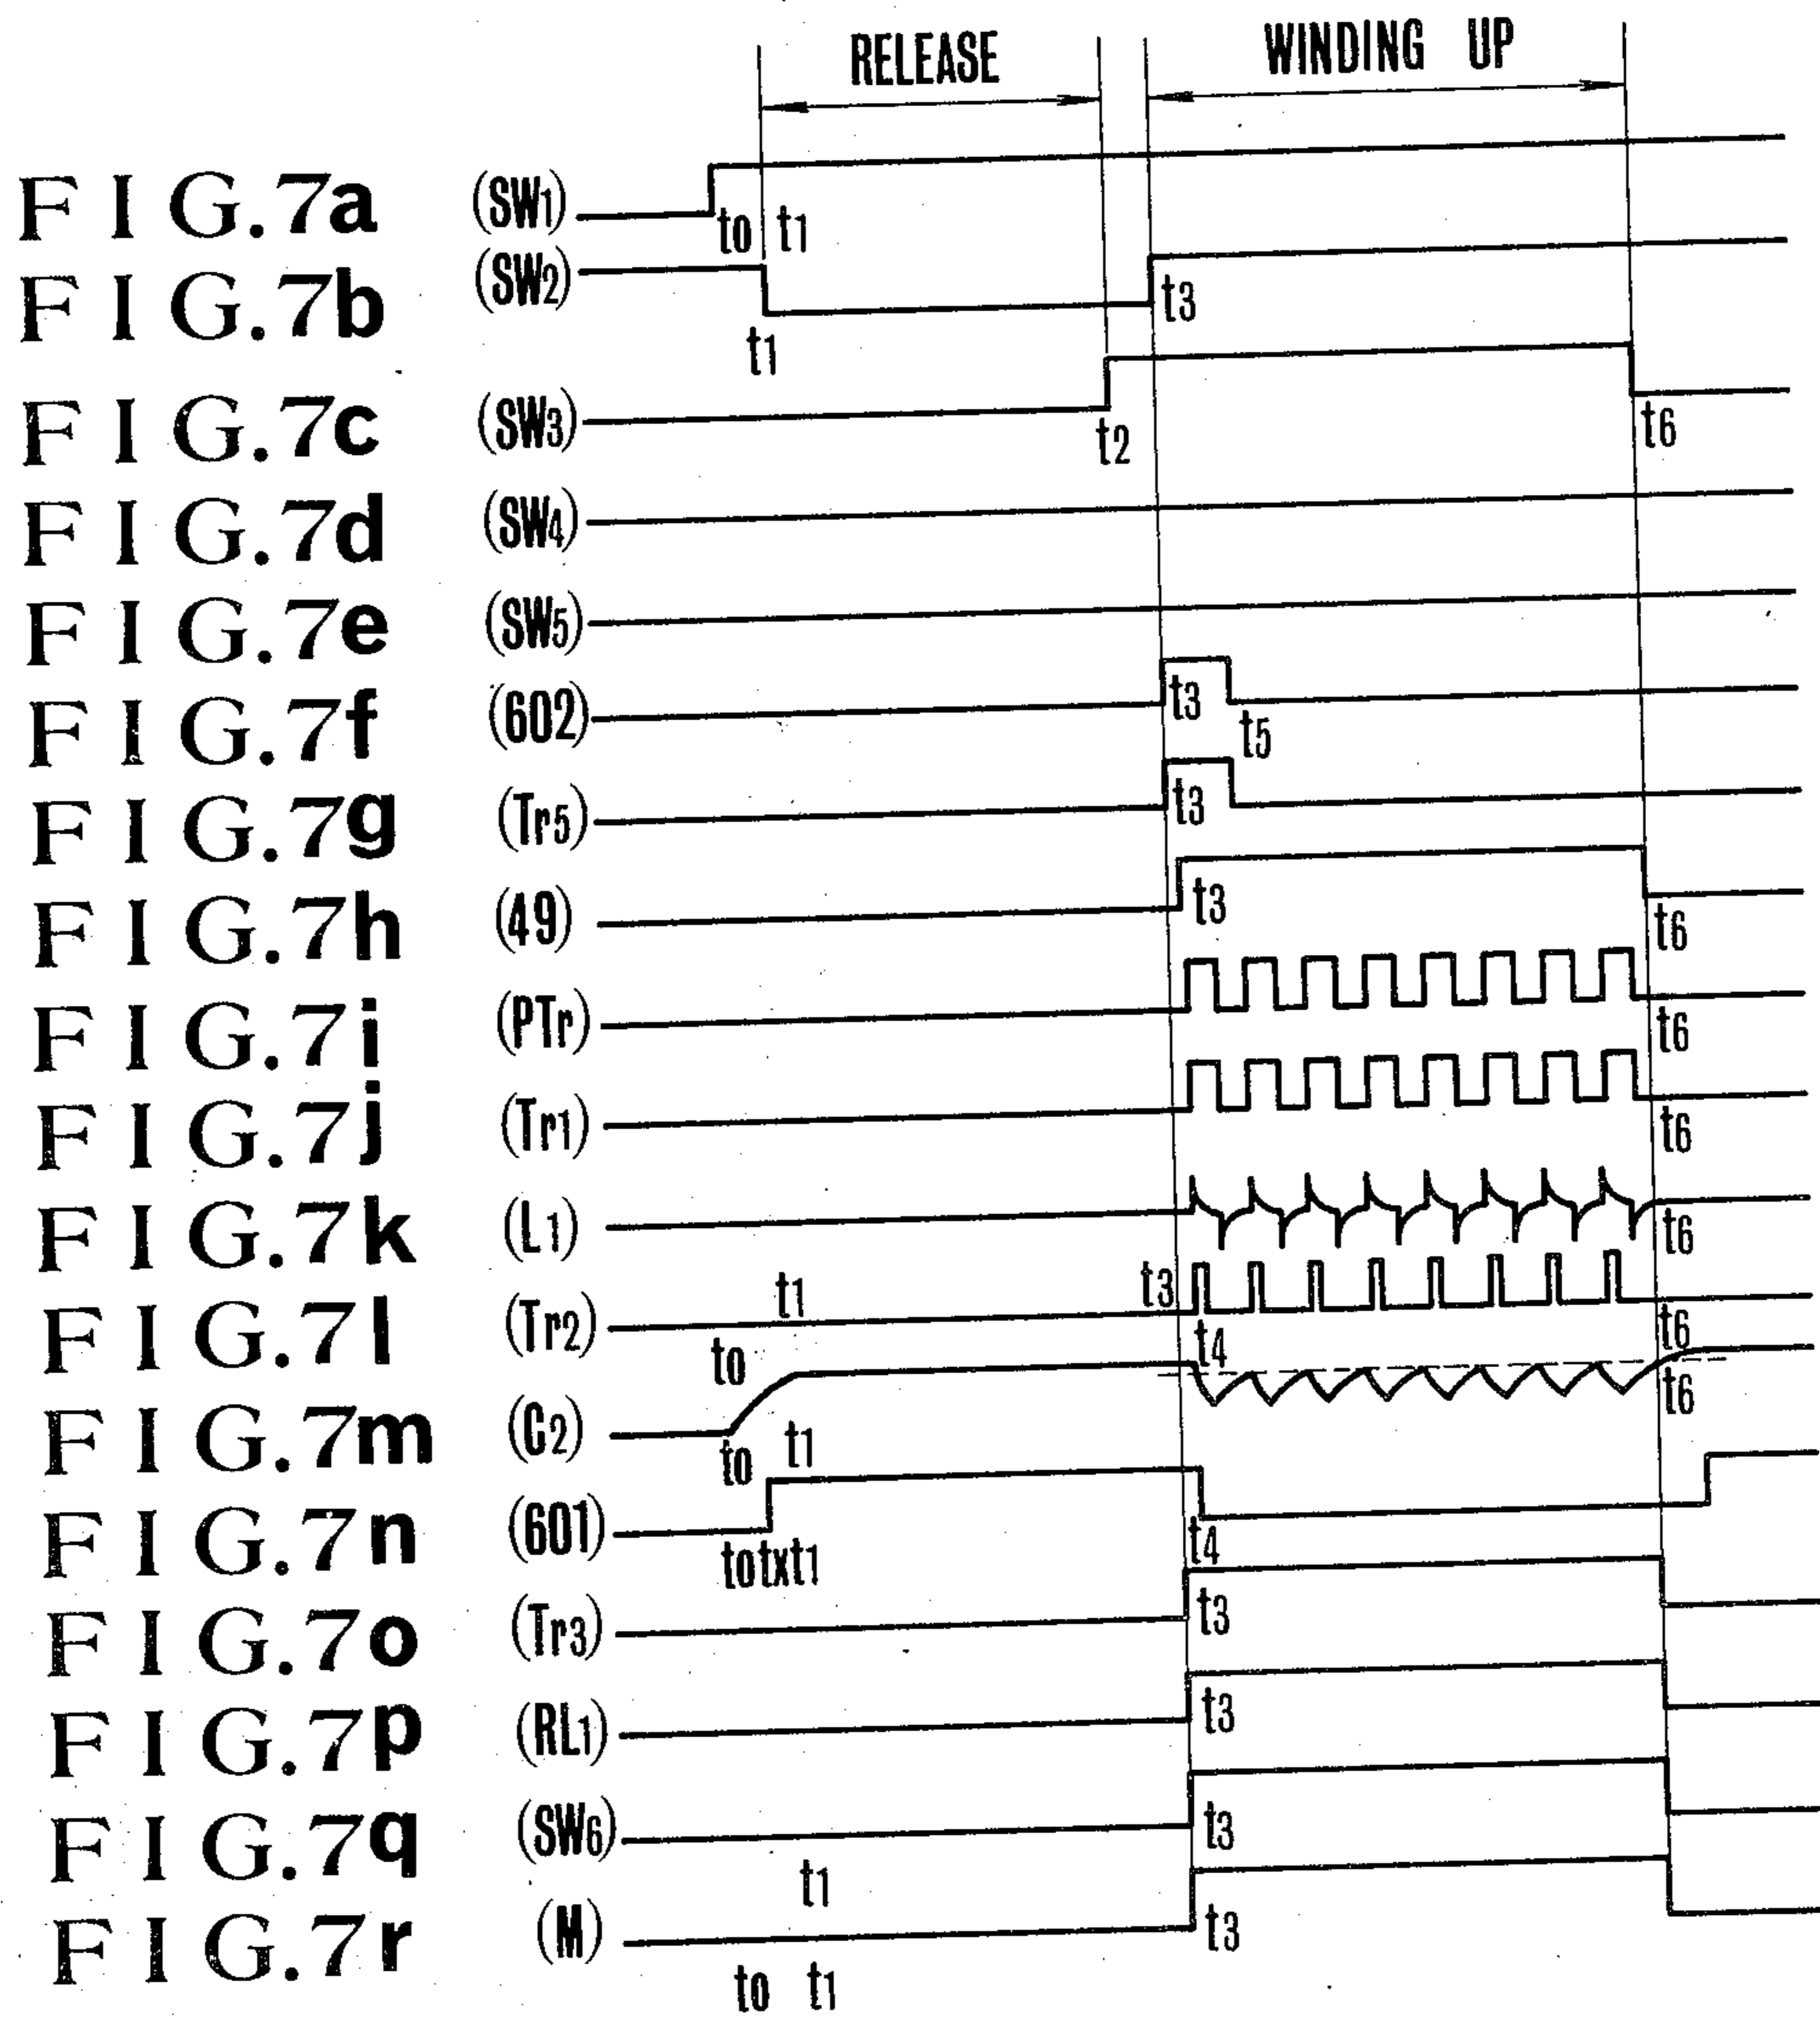 RELEASE WINDING UP
FIG.7a (SW1) to t1
FIG.7b (SW2) t1 t3
FIG.7c (SW3) t2 t6
FIG.7d (SW4)
FIG.7e (SW5)
FIG.7f (602) t3 t5
FIG.7g (Tr5) t3
FIG.7h (49) t3 t6
FIG.7i (PTr) t6
FIG.7j (Tr1) t6
FIG.7k (L1) t6
t1 t3
FIG.7l (Tr2) t4 t6
to
t6
FIG.7m (C2) to t1
FIG.7n (601) totxt1 t4
FIG.7o (Tr3) t3
FIG.7p (RL1) t3
FIG.7q (SW6) t3
t1
FIG.7r (M) t3
to t1